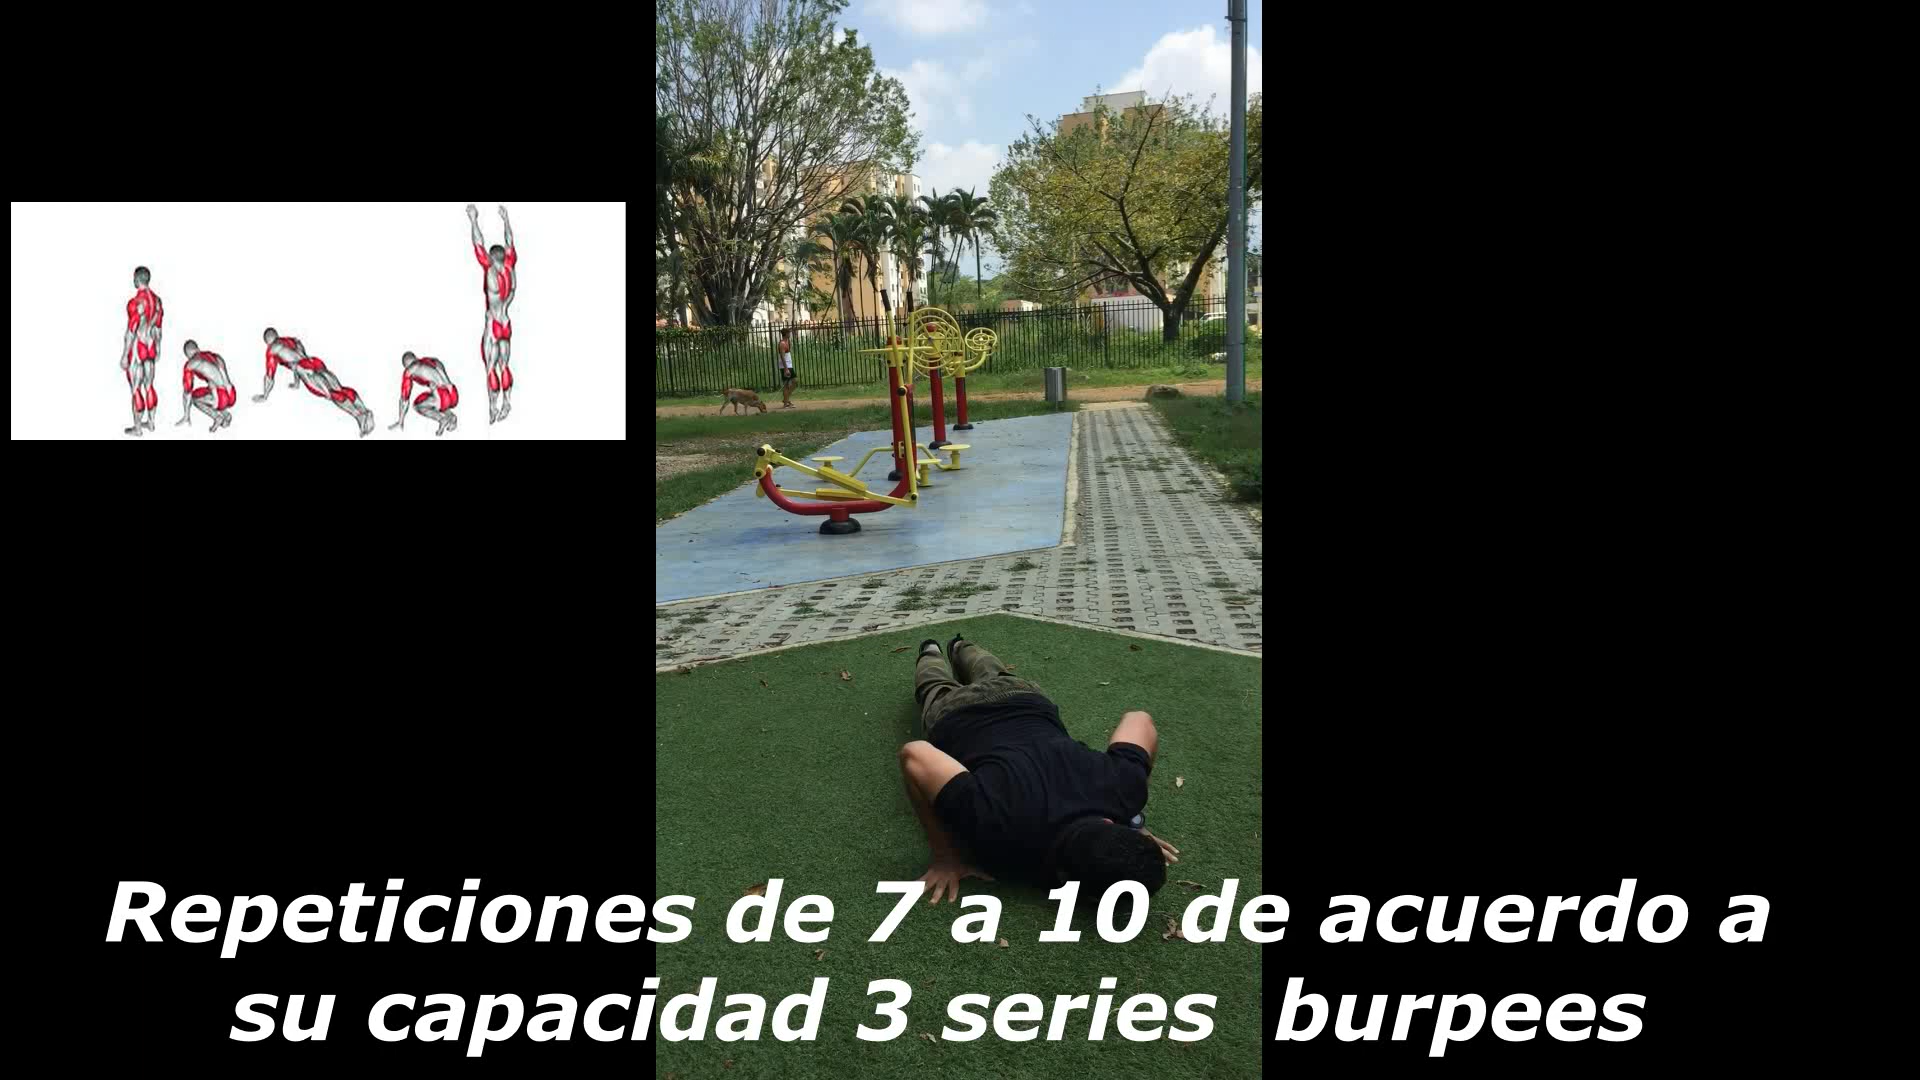 Repeticiones de 7 a 10 de acuerdo a
su capacidad 3 series burpees